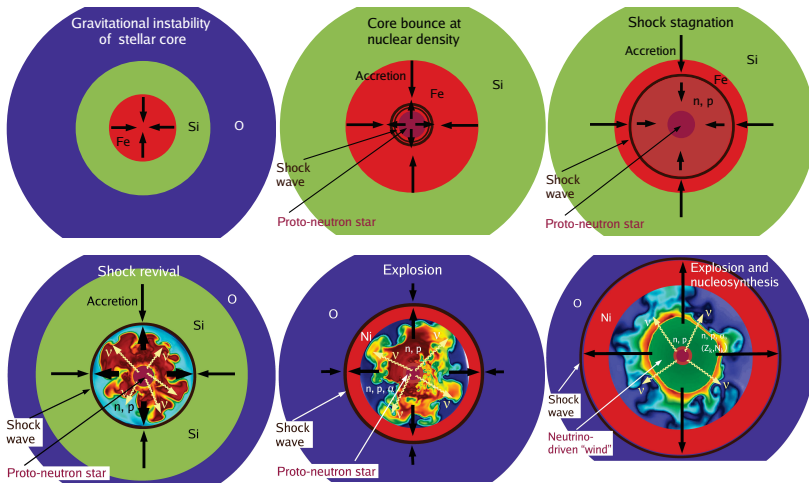 Gravitational instability
of stellar core
Fe
Si
O
Core bounce at
nuclear density
Accretion
Fe
Si
Shock
wave
Proto-neutron star
Shock stagnation
Accretion
Si
Fe
n, p
Shock
wave
Proto-neutron star
Shock revival
O
Accretion
Si
ν
ν
n, p
ν
Si
Shock
wave
Proto-neutron star
Explosion
O
Ni
n, p
ν
ν
n, p, α
ν
Shock
wave
Proto-neutron star
Explosion and
nucleosynthesis
O
Ni
ν
ν
n, p
ν
ν
Shock
wave
Neutrino-
driven "wind"